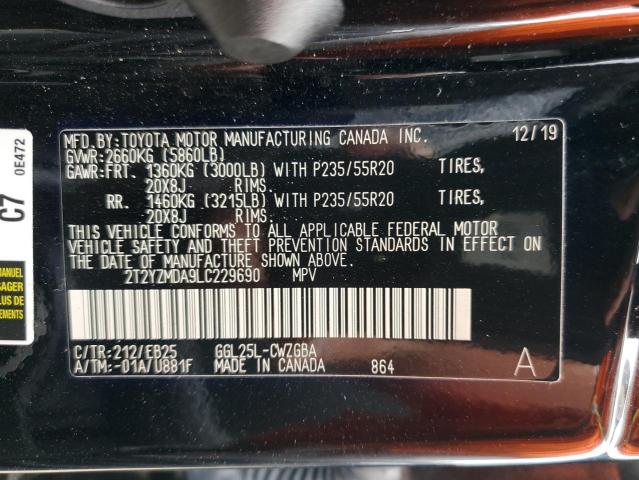 MFD.BY:TOYOTA MOTOR MANUFACTURING CANADA INC. 12/19
GVWR:2660KG (5860LB)
GAWR:FRT. 1360KG (3000LB) WITH P235/55R20 TIRES,
20X8J RIMS.
RR. 1460KG (3215LB) WITH P235/55R20 TIRES,
20X8J RIMS.
THIS VEHICLE CONFORMS TO ALL APPLICABLE FEDERAL MOTOR
VEHICLE SAFETY AND THEFT PREVENTION STANDARDS IN EFFECT
ON THE DATE OF MANUFACTURE SHOWN ABOVE.
2T2YZMDA9LC229690 MPV
C/TR:212/EB25 GGL25L-CWZGBA
A/TM:-01A/U881F MADE IN CANADA 864 A
C7
0E472
MANUEL
SAGER
AG